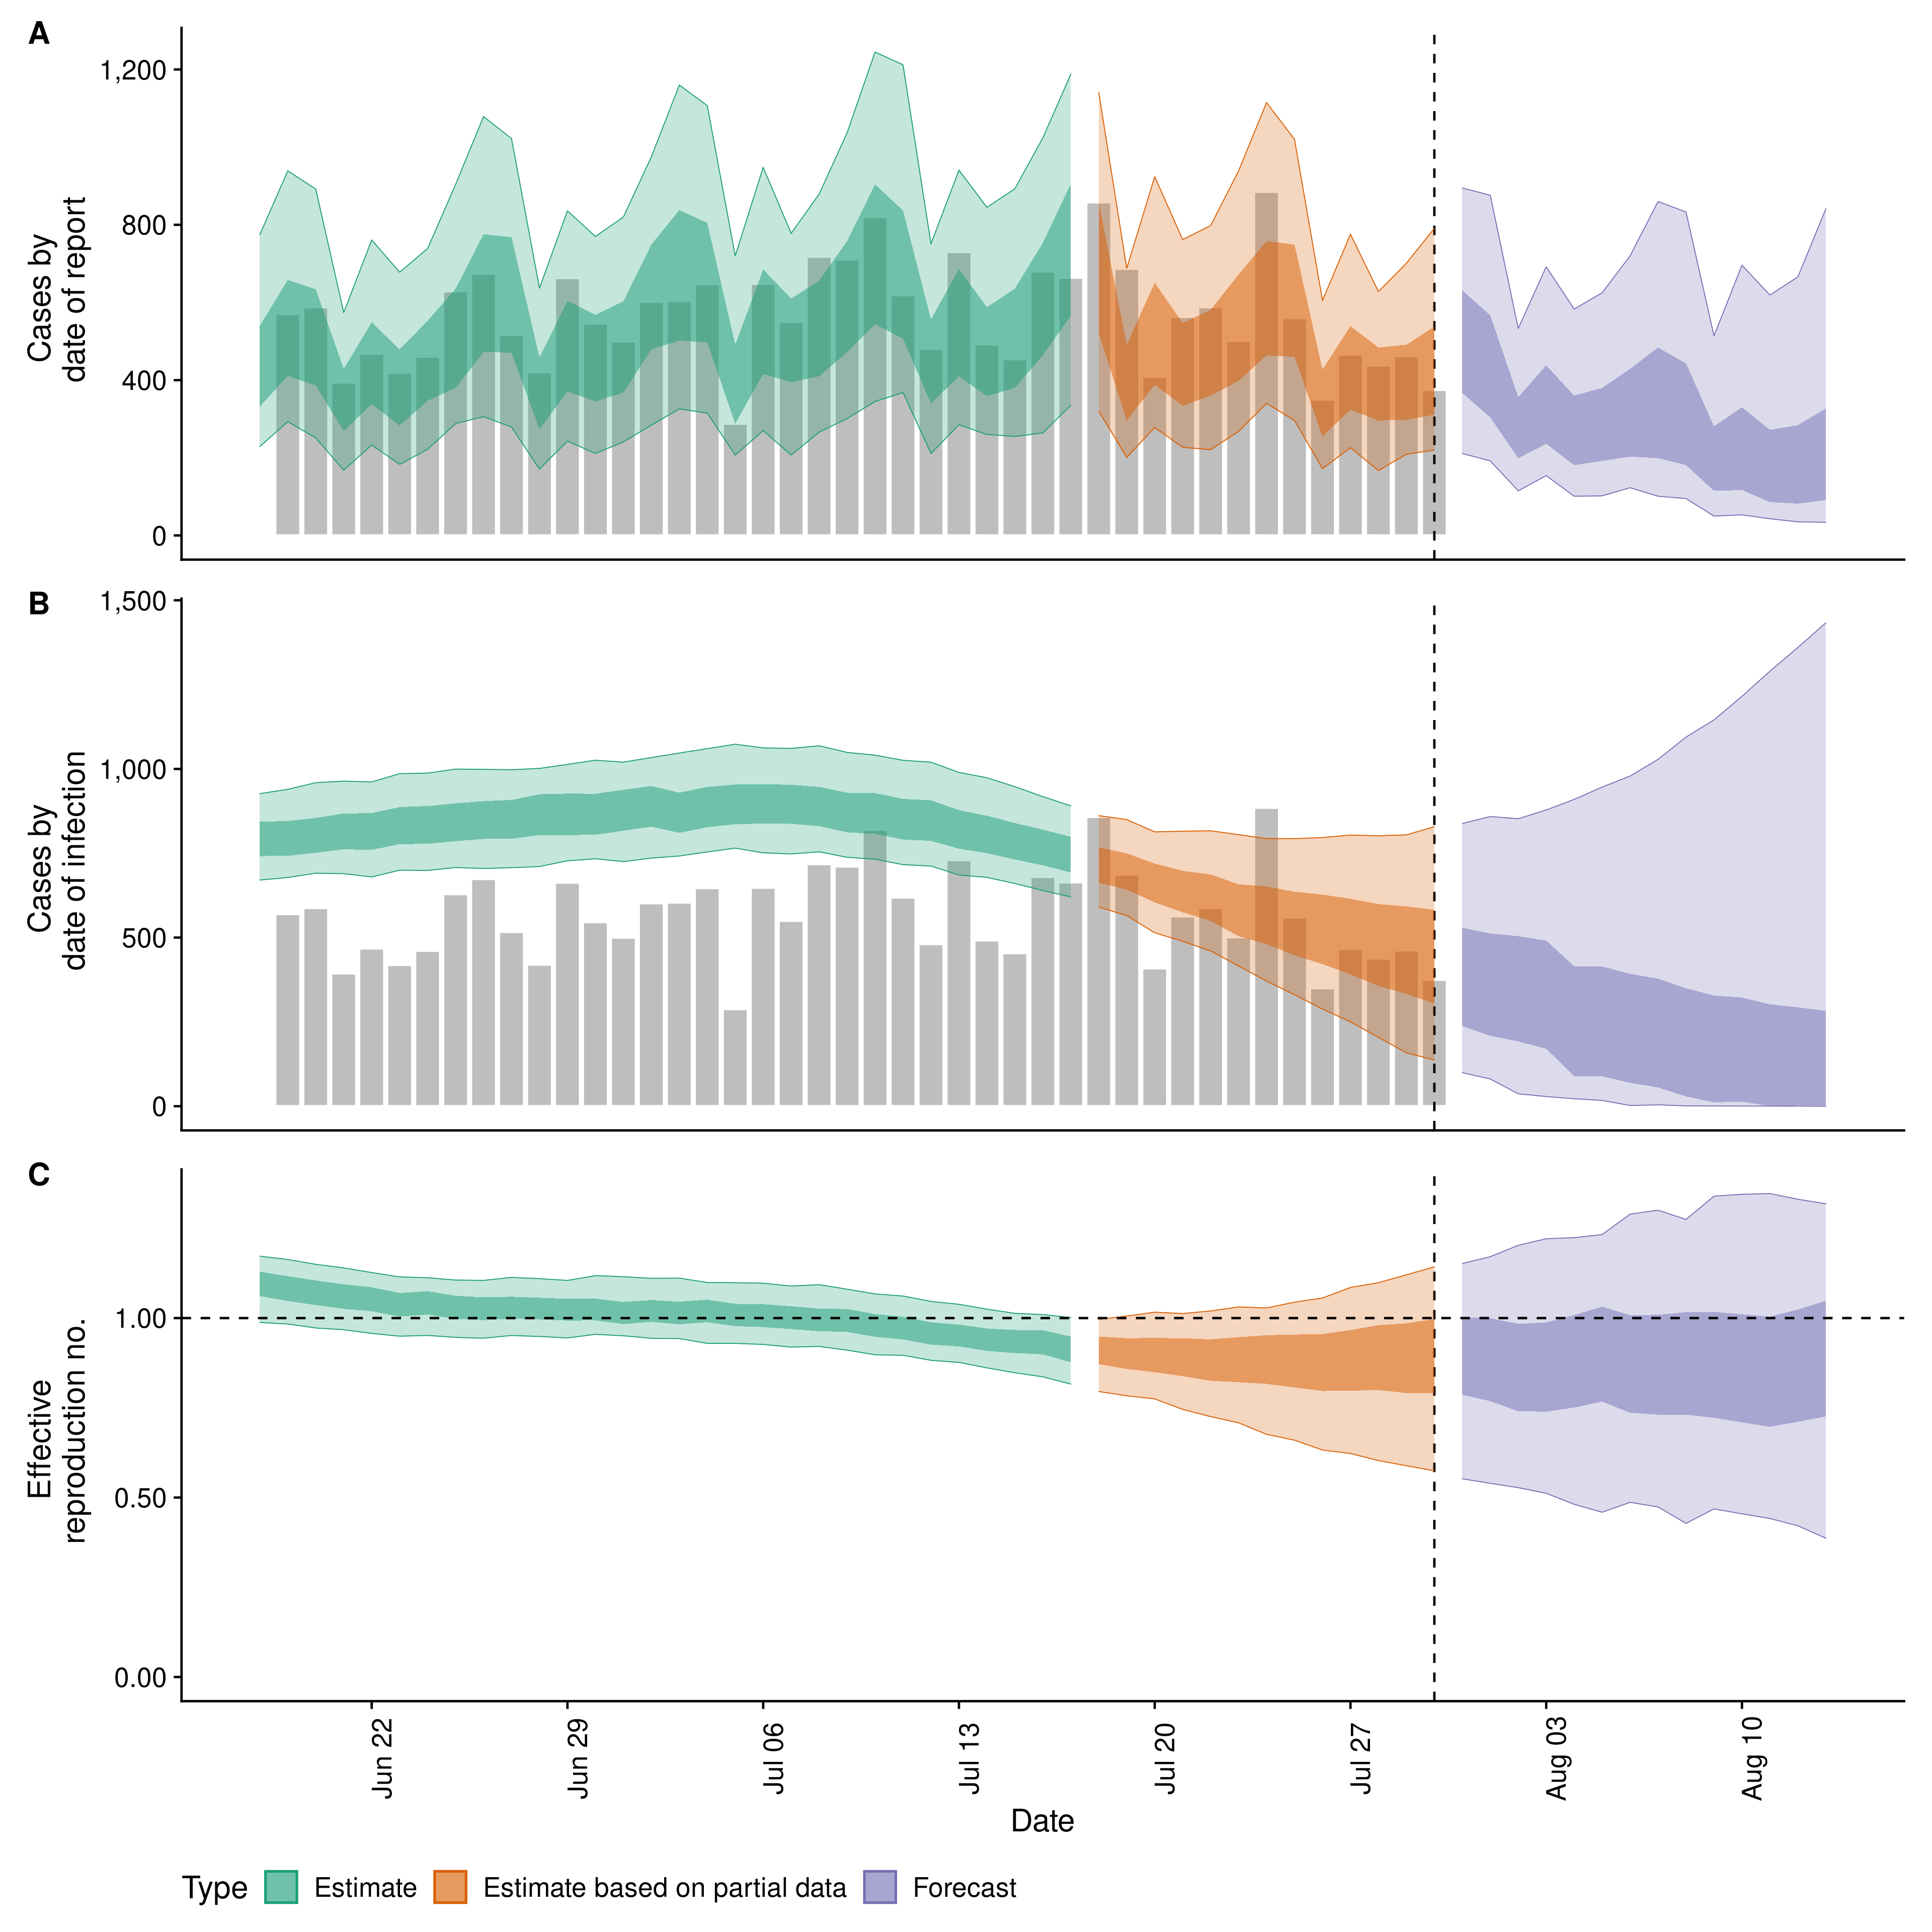 A
Cases by
date of report
1,200
800
400
0
B
Cases by
date of infection
1,500
1,000
500
0
C
Effective
reproduction no.
1.00
0.50
0.00
Jun 22
Jun 29
Jul 06
Jul 13
Jul 20
Jul 27
Aug 03
Aug 10
Date
Type Estimate Estimate based on partial data Forecast